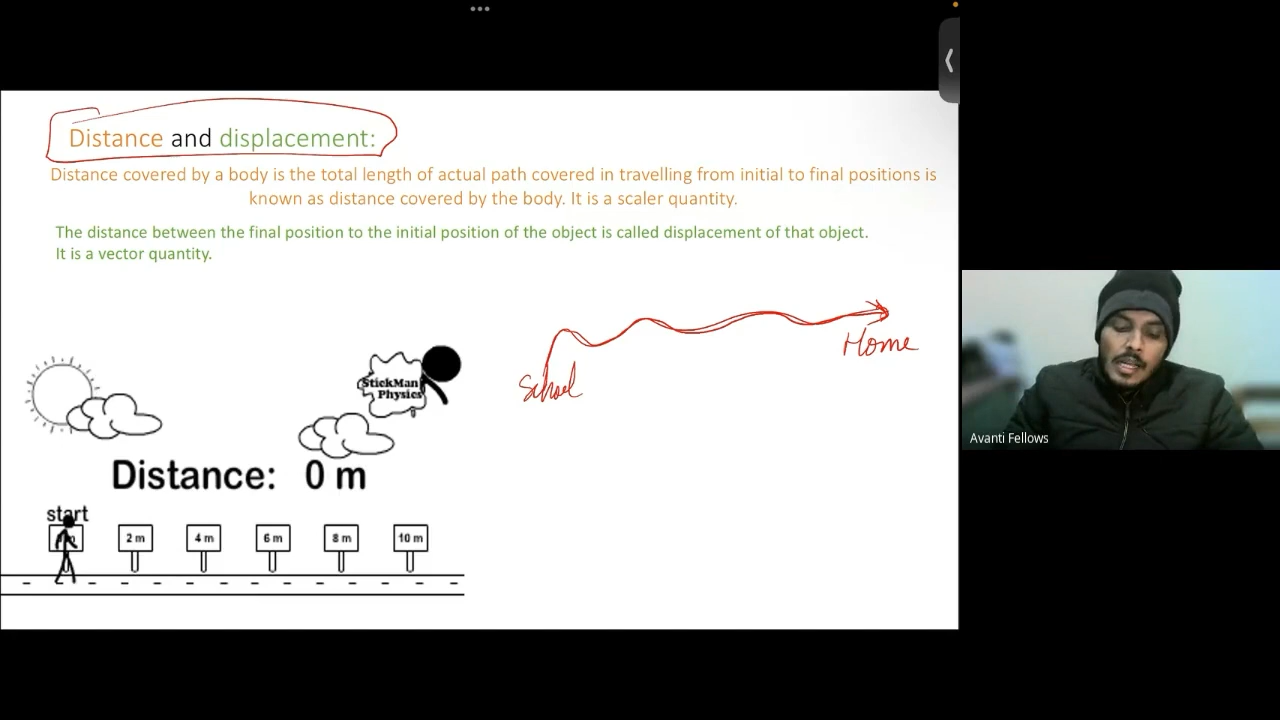 Distance and displacement:
Distance covered by a body is the total length of actual path covered in travelling from initial to final positions is
known as distance covered by the body. It is a scaler quantity.
The distance between the final position to the initial position of the object is called displacement of that object.
It is a vector quantity.
Home
School
StickMan
Physics
Distance: 0 m
start
2 m 4 m 6 m 8 m 10 m
Avanti Fellows